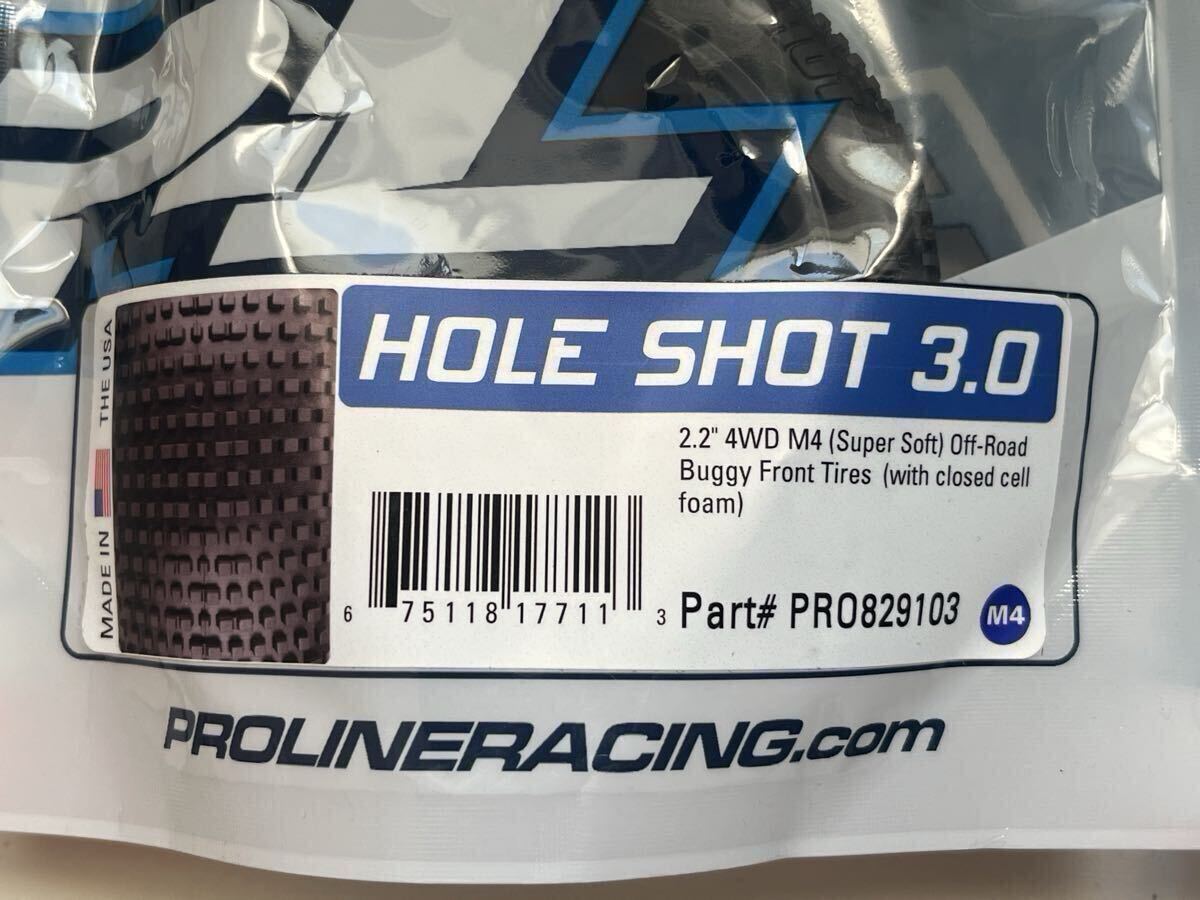 HOLE SHOT 3.0
MADE IN THE USA
2.2" 4WD M4 (Super Soft) Off-Road
Buggy Front Tires (with closed cell
foam)
6 75118 17711 3
Part# PRO829103
M4
PROLINERACING.com